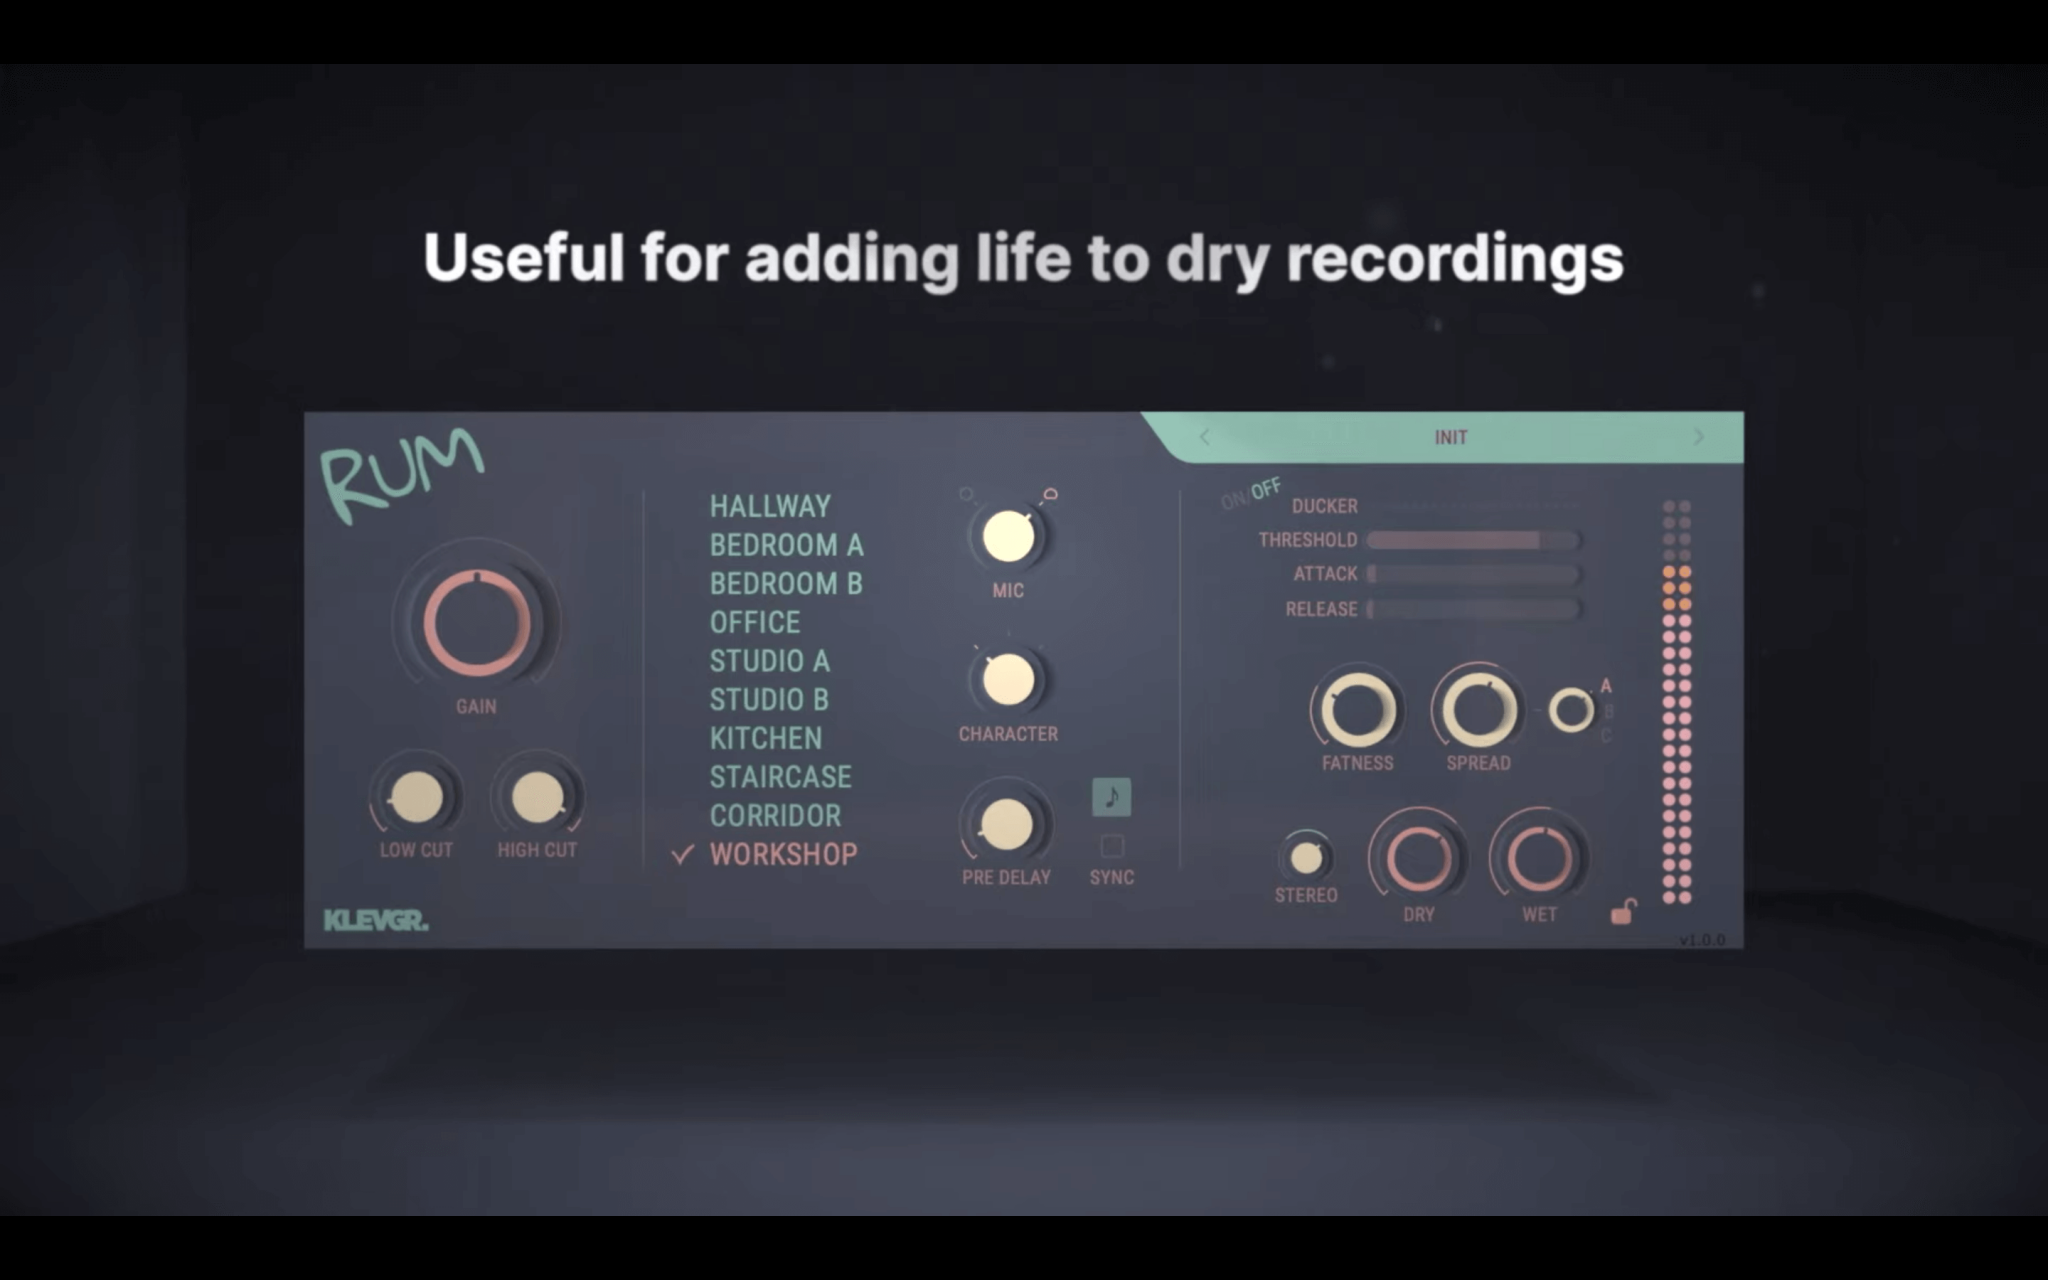 Useful for adding life to dry recordings
RUM
INIT
GAIN
LOW CUT
HIGH CUT
KLEVGR.
HALLWAY
BEDROOM A
BEDROOM B
OFFICE
STUDIO A
STUDIO B
KITCHEN
STAIRCASE
CORRIDOR
WORKSHOP
MIC
CHARACTER
PRE DELAY
SYNC
ON/OFF
DUCKER
THRESHOLD
ATTACK
RELEASE
FATNESS
SPREAD
A
B
C
STEREO
DRY
WET
v1.0.0